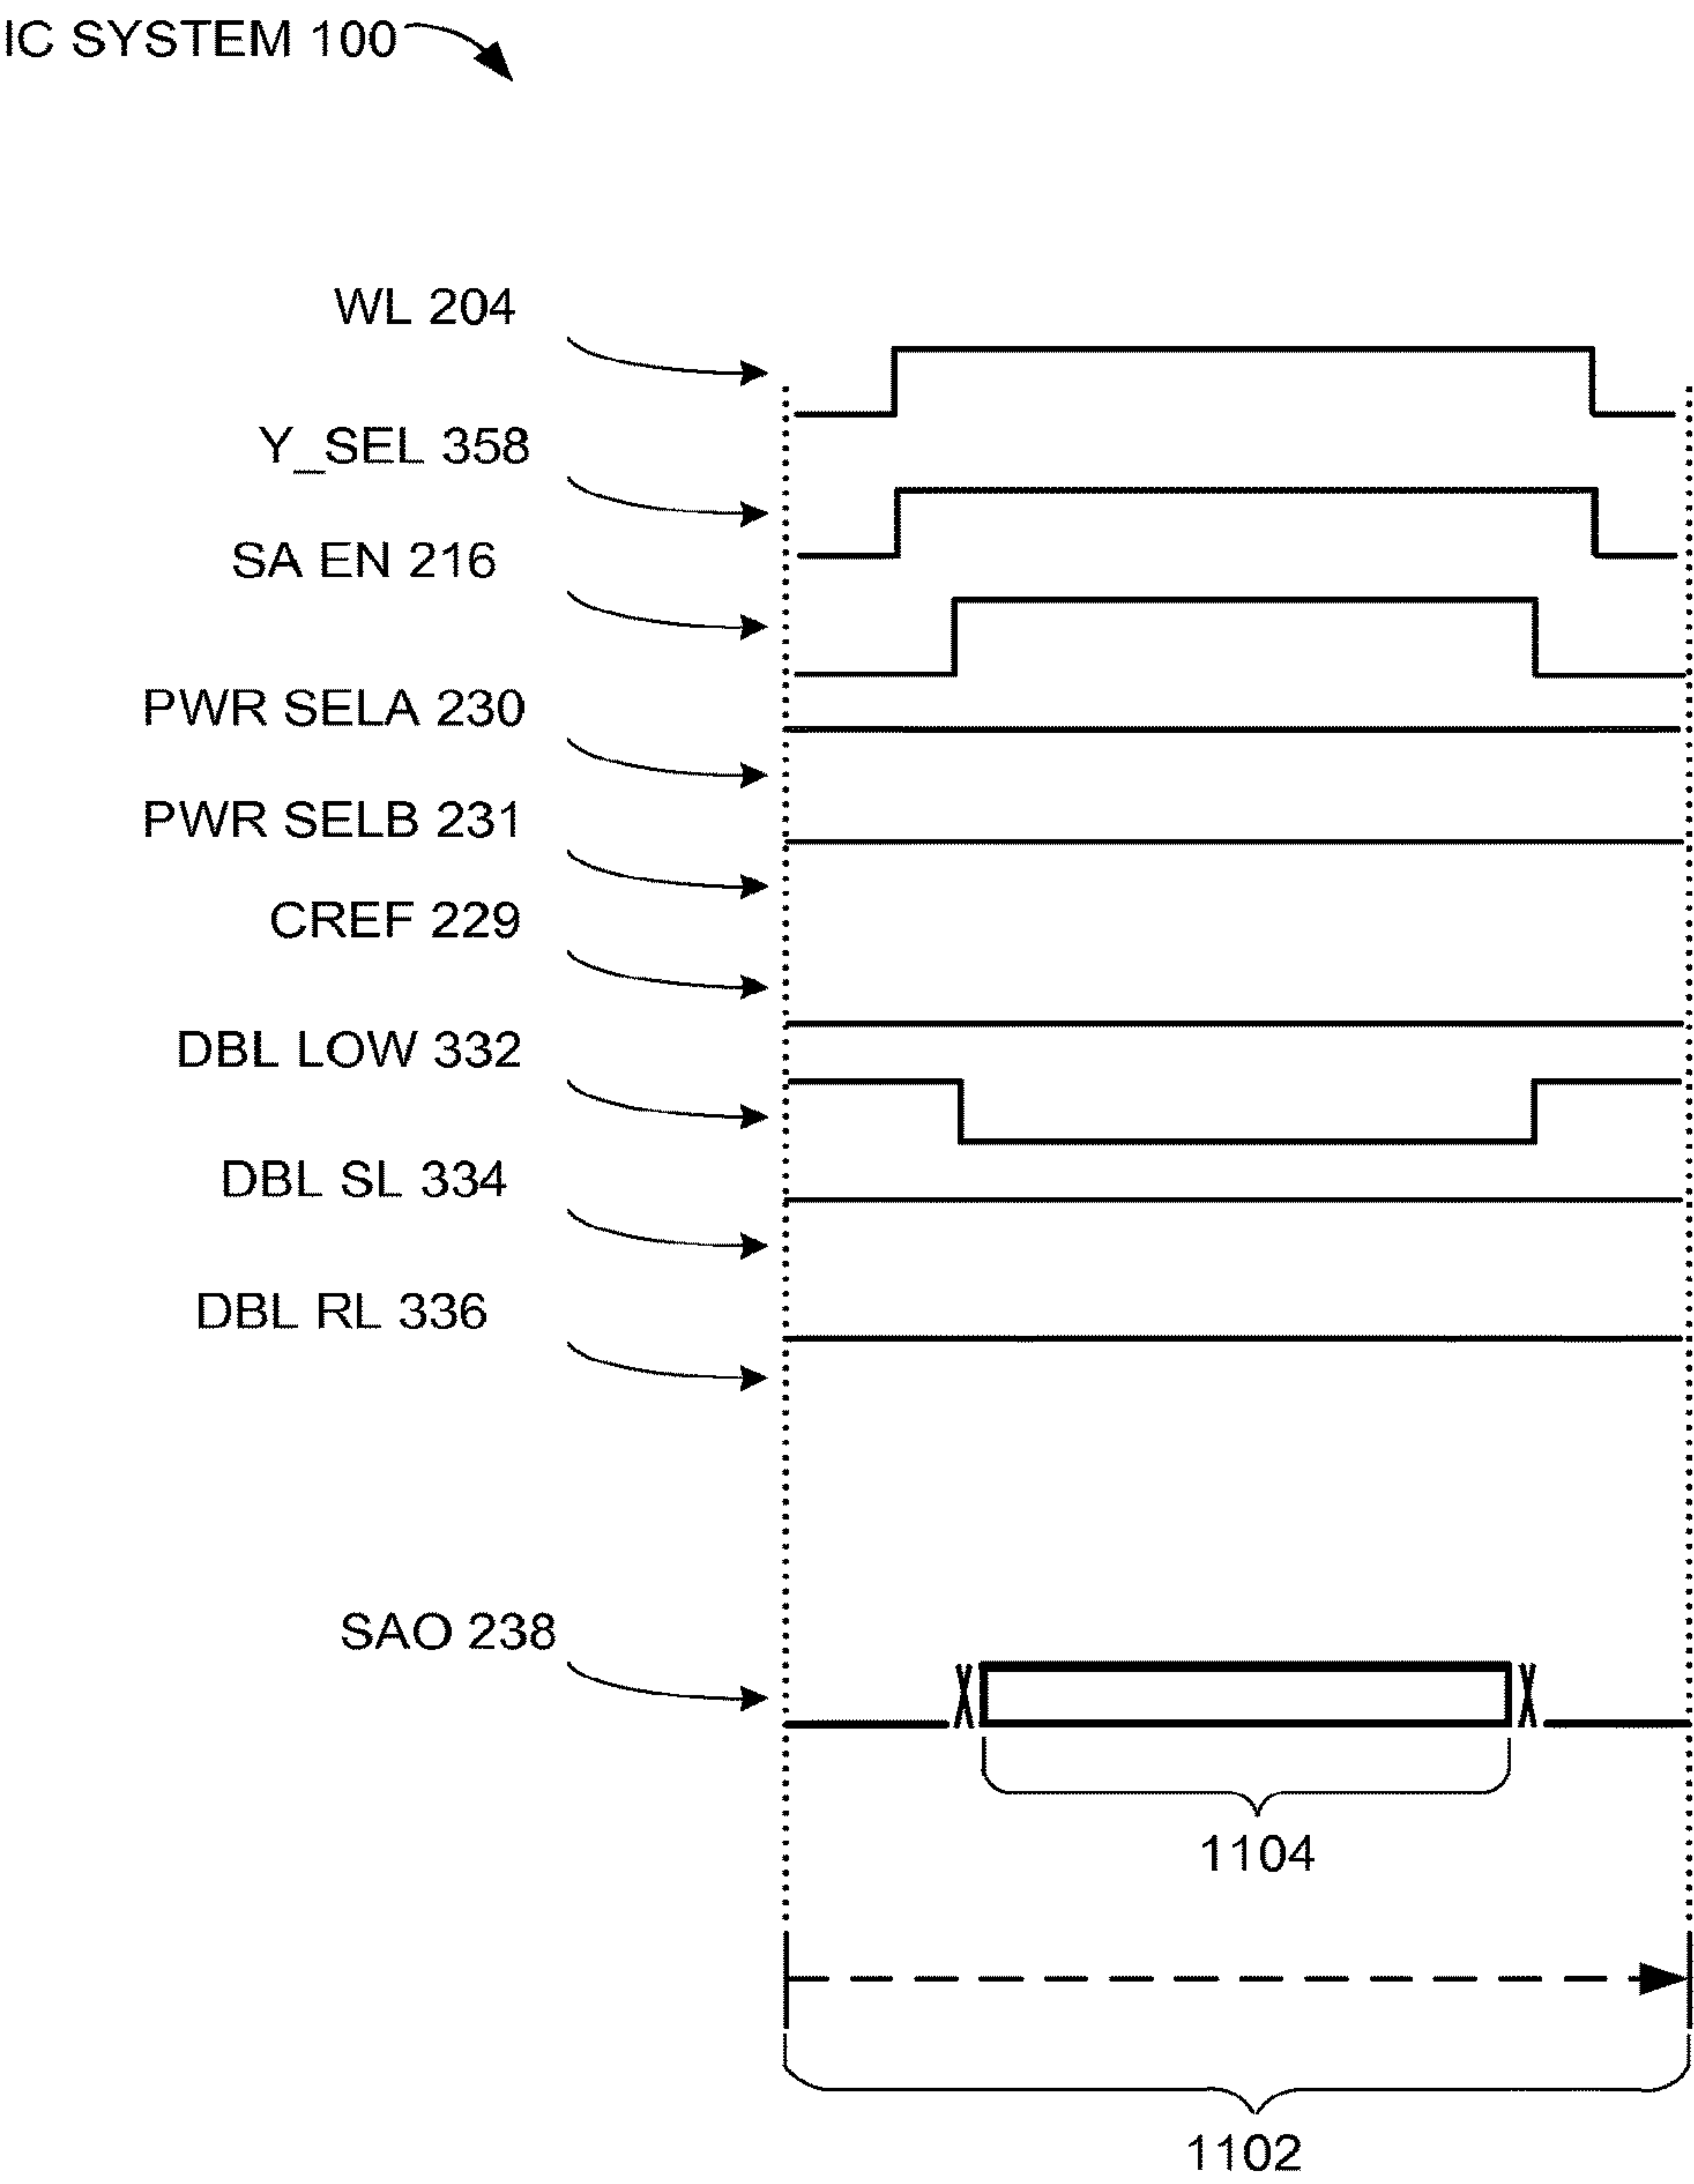 IC SYSTEM 100
WL 204
Y_SEL 358
SA EN 216
PWR SELA 230
PWR SELB 231
CREF 229
DBL LOW 332
DBL SL 334
DBL RL 336
SAO 238
X X
1104
1102